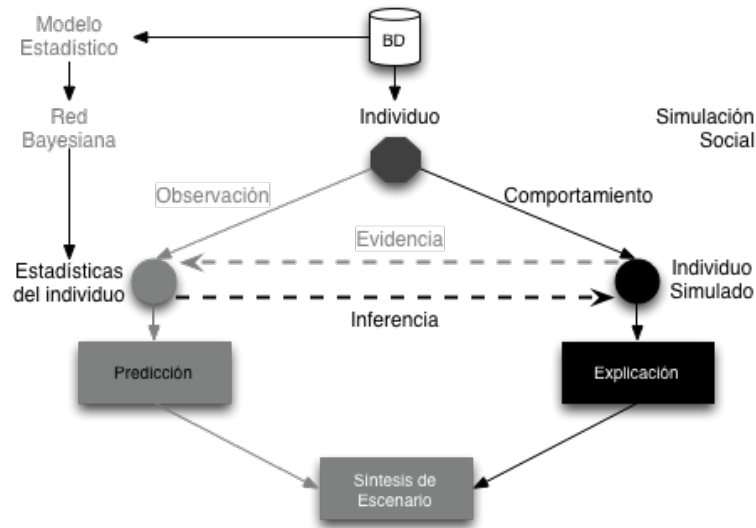 Modelo
Estadístico
BD
Red
Bayesiana
Individuo
Simulación
Social
Observación
Comportamiento
Evidencia
Estadísticas
del individuo
Individuo
Simulado
Inferencia
Predicción
Explicación
Síntesis de
Escenario